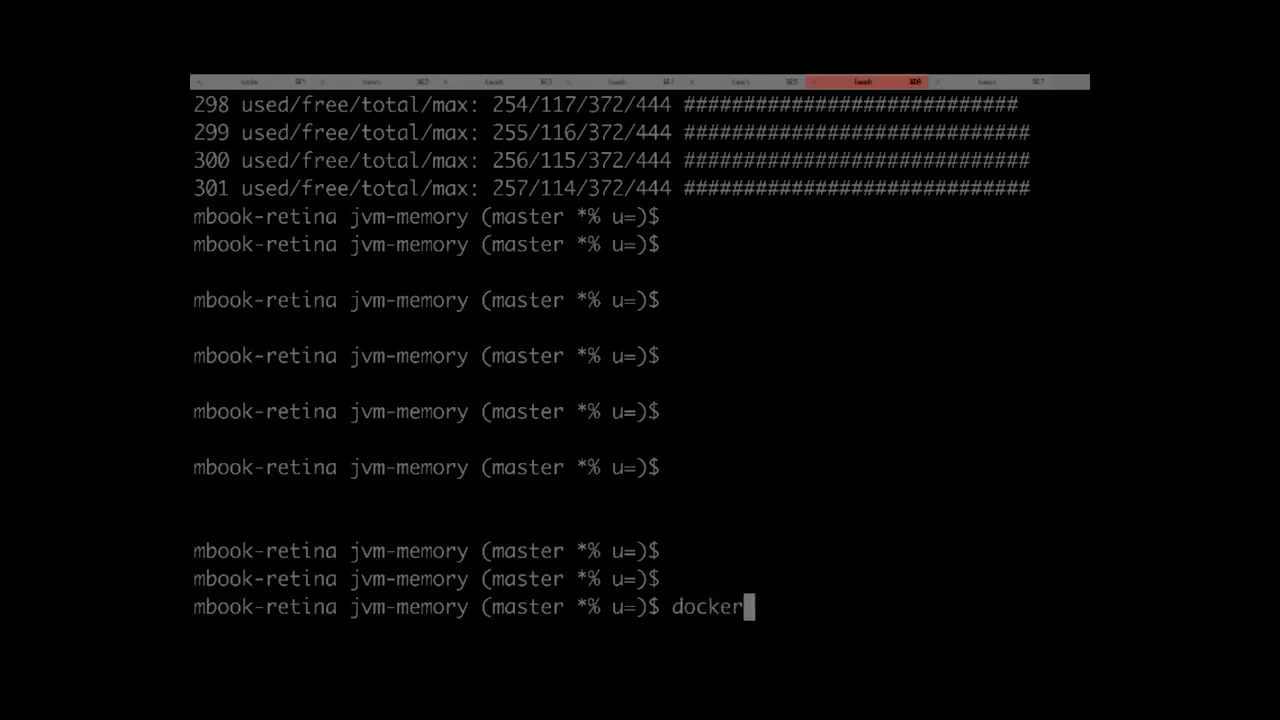 bash ⌘6
298 used/free/total/max: 254/117/372/444 ############################
299 used/free/total/max: 255/116/372/444 #############################
300 used/free/total/max: 256/115/372/444 #############################
301 used/free/total/max: 257/114/372/444 #############################
mbook-retina jvm-memory (master *% u=)$
mbook-retina jvm-memory (master *% u=)$
mbook-retina jvm-memory (master *% u=)$
mbook-retina jvm-memory (master *% u=)$
mbook-retina jvm-memory (master *% u=)$
mbook-retina jvm-memory (master *% u=)$
mbook-retina jvm-memory (master *% u=)$
mbook-retina jvm-memory (master *% u=)$
mbook-retina jvm-memory (master *% u=)$ docker